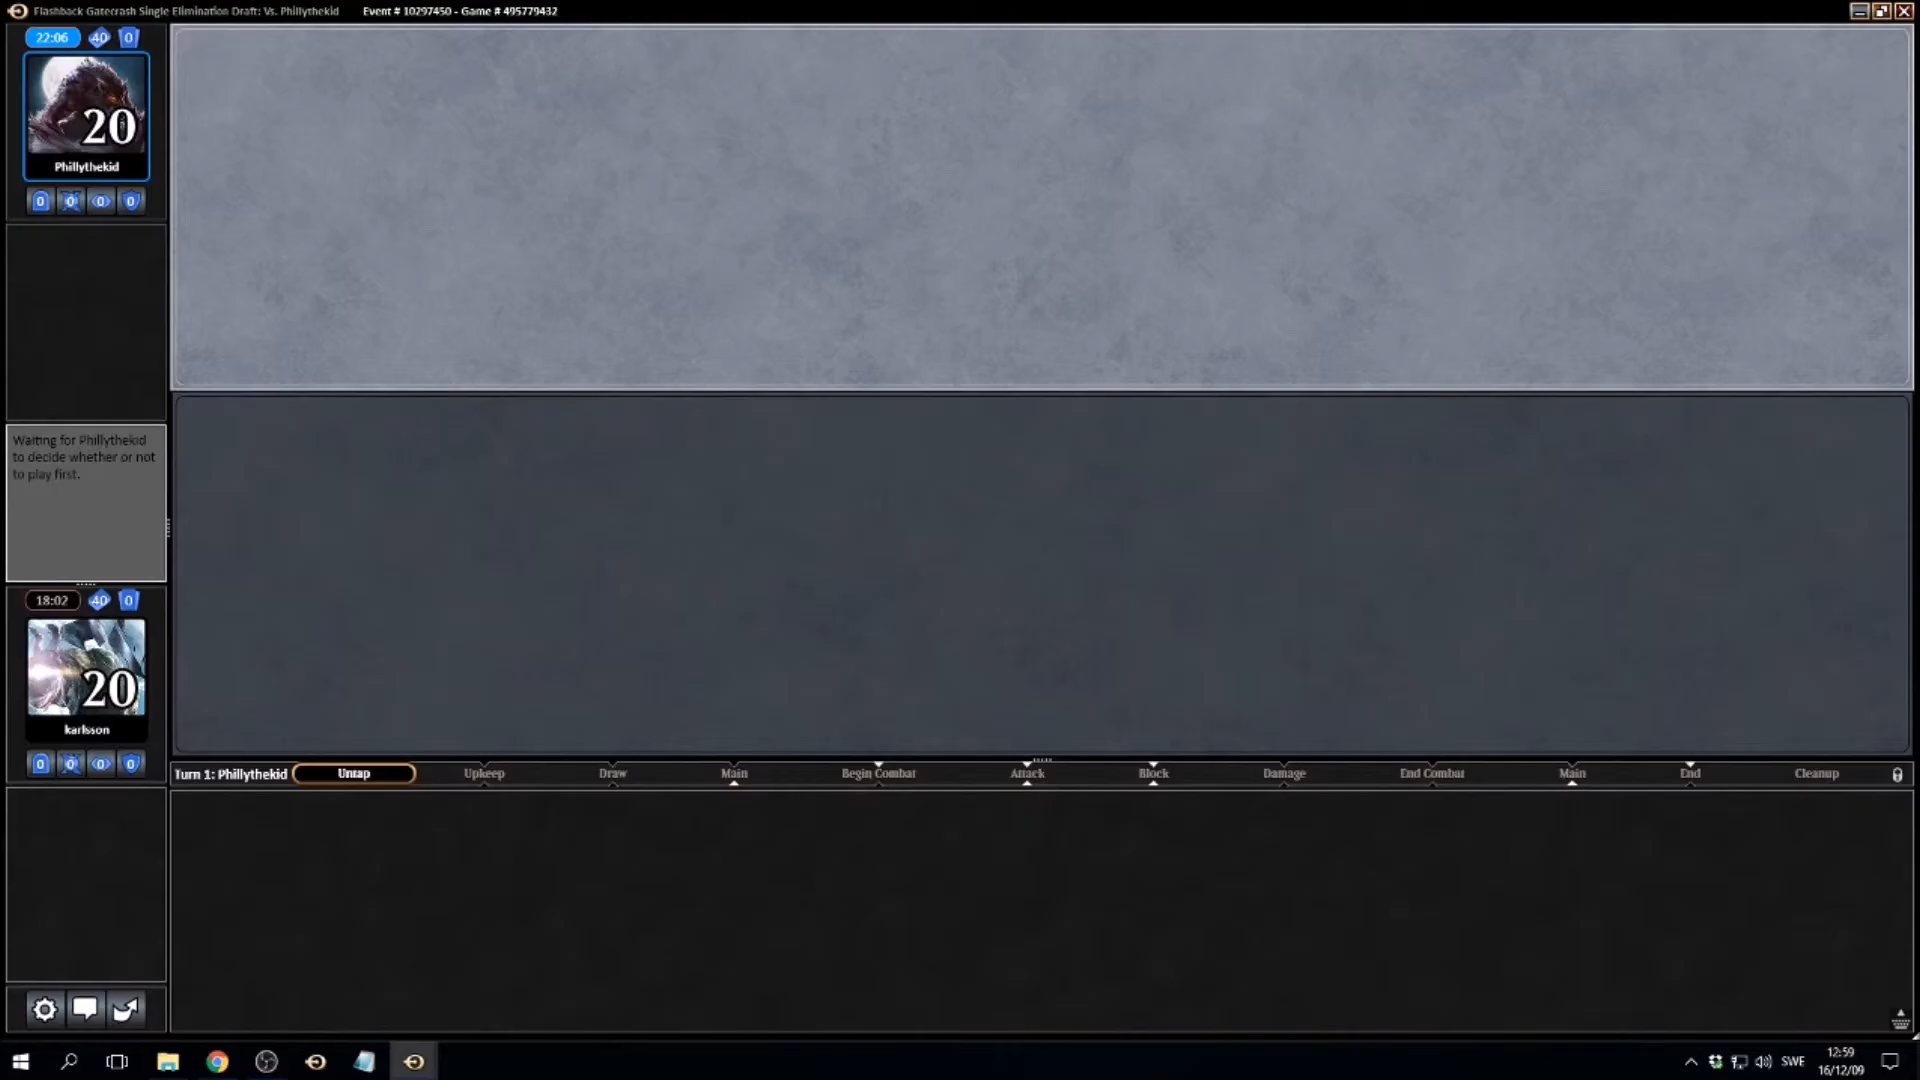 Flashback Gatecrash Single Elimination Draft: Vs. Phillythekid Event # 10297450 - Game # 495779432
22:06 40 0
20
Phillythekid
0 0 0 0
Waiting for Phillythekid
to decide whether or not
to play first.
18:02 40 0
20
karlsson
0 0 0 0
Turn 1: Phillythekid Untap Upkeep Draw Main Begin Combat Attack Block Damage End Combat Main End Cleanup
SWE
12:59
16/12/09